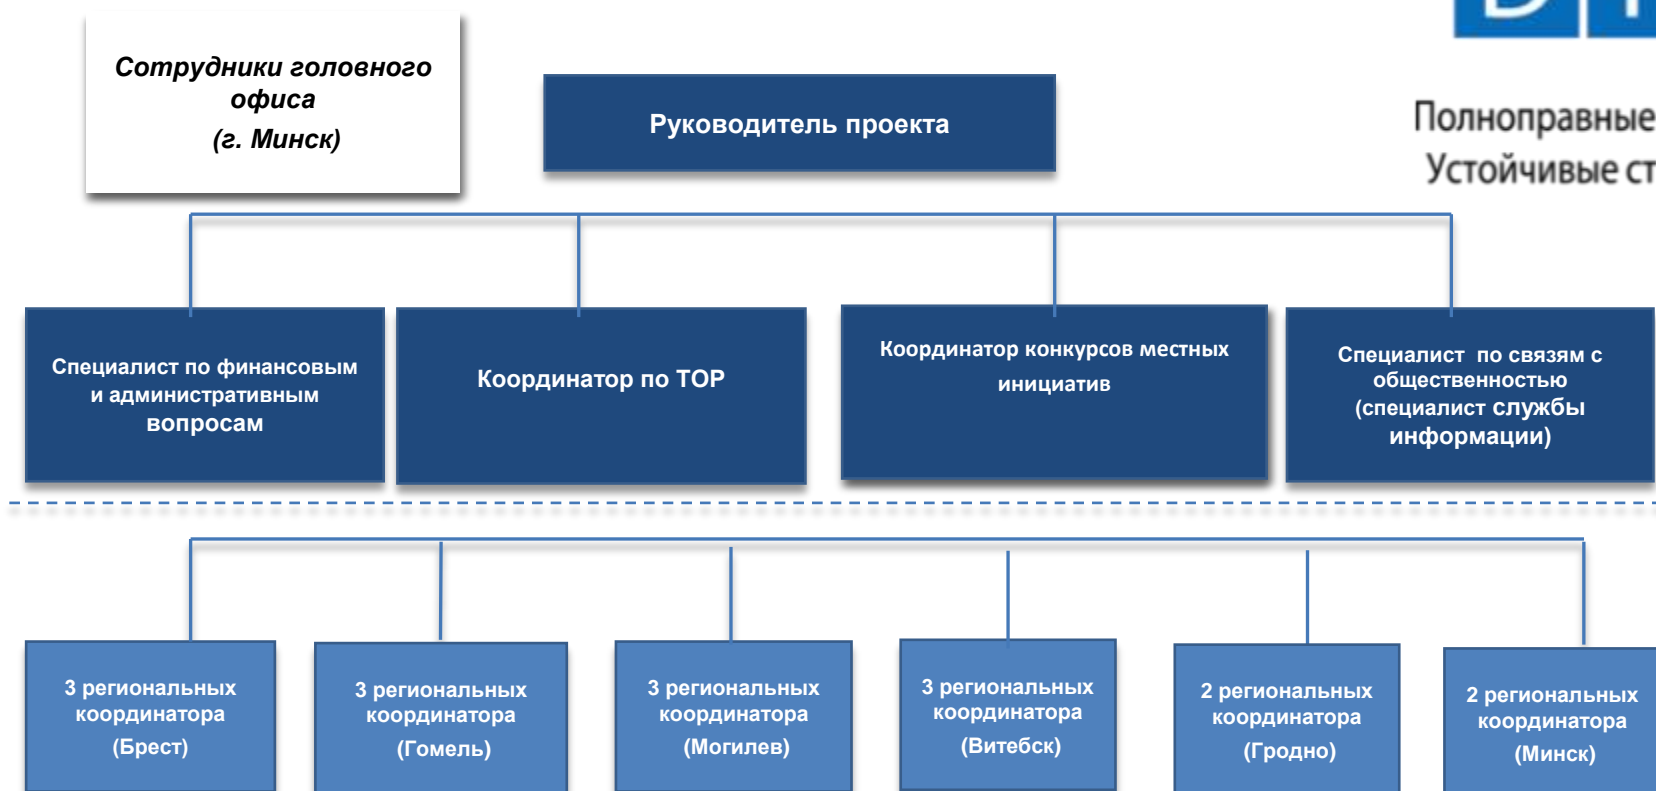 Сотрудники головного
офиса
(г. Минск)
Руководитель проекта
Полноправные
Устойчивые ст
Специалист по финансовым
и административным
вопросам
Координатор по ТОР
Координатор конкурсов местных
инициатив
Специалист по связям с
общественностью
(специалист службы
информации)
3 региональных
координатора
(Брест)
3 региональных
координатора
(Гомель)
3 региональных
координатора
(Могилев)
3 региональных
координатора
(Витебск)
2 региональных
координатора
(Гродно)
2 региональных
координатора
(Минск)